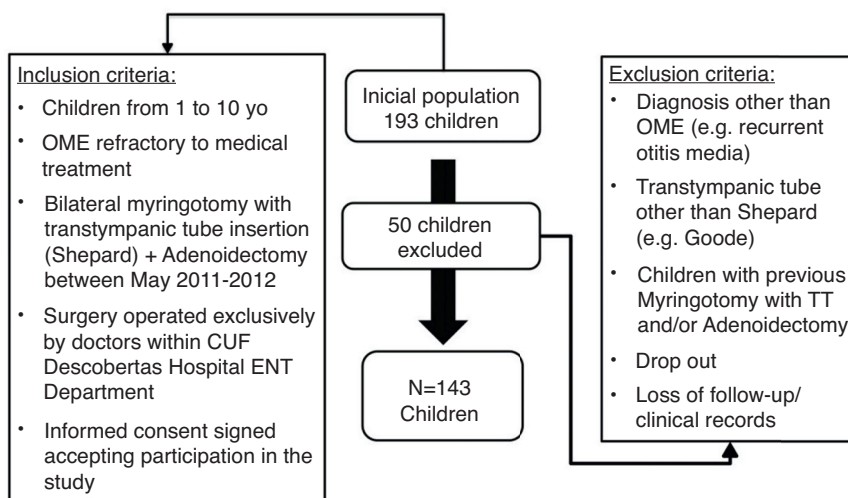 Inclusion criteria:
• Children from 1 to 10 yo
• OME refractory to medical
treatment
• Bilateral myringotomy with
transtympanic tube insertion
(Shepard) + Adenoidectomy
between May 2011-2012
• Surgery operated exclusively
by doctors within CUF
Descobertas Hospital ENT
Department
• Informed consent signed
accepting participation in the
study
Inicial population
193 children
50 children
excluded
N=143
Children
Exclusion criteria:
• Diagnosis other than
OME (e.g. recurrent
otitis media)
• Transtympanic tube
other than Shepard
(e.g. Goode)
• Children with previous
Myringotomy with TT
and/or Adenoidectomy
• Drop out
• Loss of follow-up/
clinical records